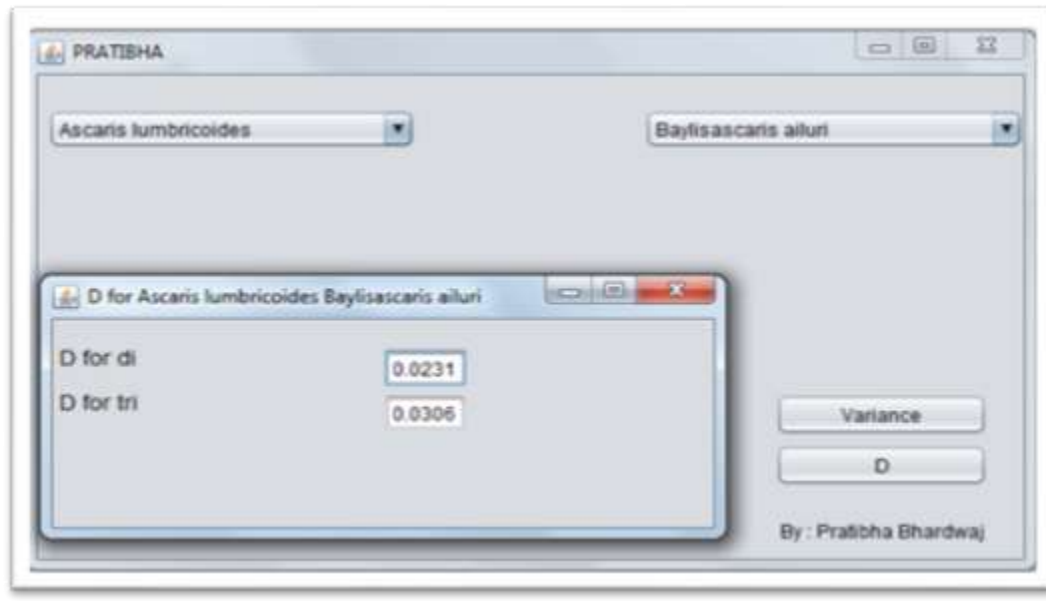 PRATIBHA
Ascaris lumbricoides
Baylisascaris ailuri
D for Ascaris lumbricoides Baylisascaris ailuri
D for di 0.0231
D for tri 0.0306
Variance
D
By : Pratibha Bhardwaj